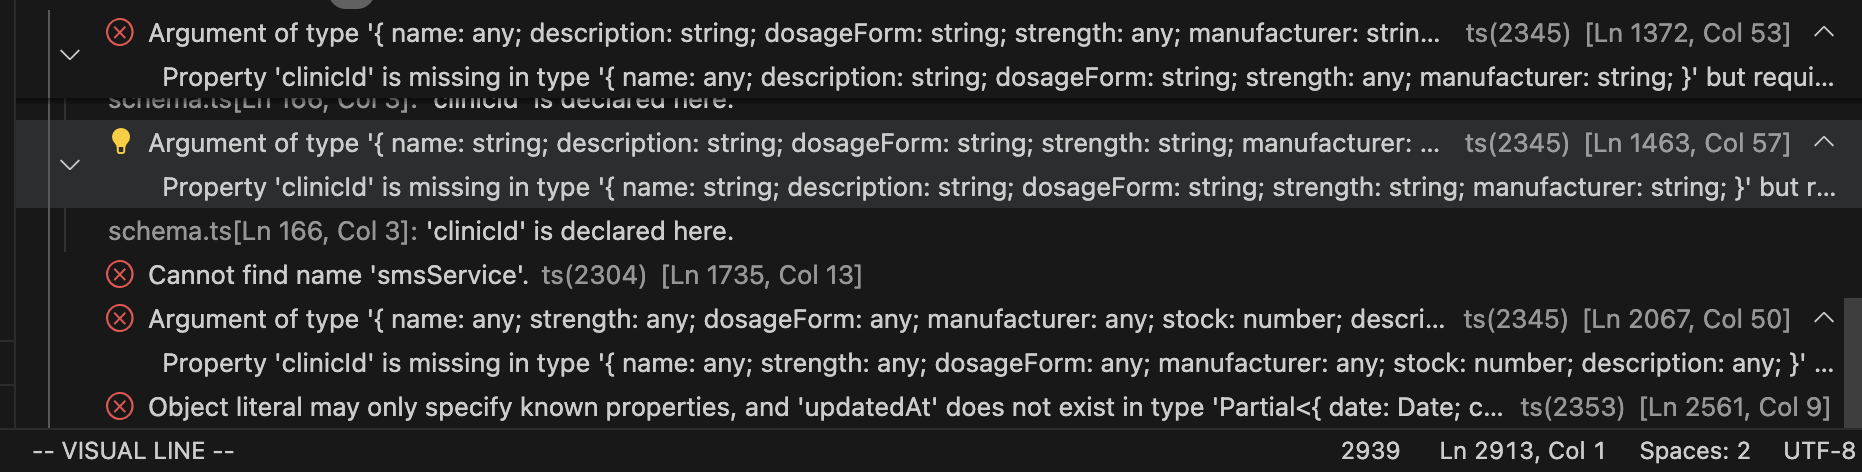 Argument of type '{ name: any; description: string; dosageForm: string; strength: any; manufacturer: strin... ts(2345) [Ln 1372, Col 53]
Property 'clinicId' is missing in type '{ name: any; description: string; dosageForm: string; strength: any; manufacturer: string; }' but requi...
schema.ts[Ln 166, Col 3]: 'clinicId' is declared here.
Argument of type '{ name: string; description: string; dosageForm: string; strength: string; manufacturer: ... ts(2345) [Ln 1463, Col 57]
Property 'clinicId' is missing in type '{ name: string; description: string; dosageForm: string; strength: string; manufacturer: string; }' but r...
schema.ts[Ln 166, Col 3]: 'clinicId' is declared here.
Cannot find name 'smsService'. ts(2304) [Ln 1735, Col 13]
Argument of type '{ name: any; strength: any; dosageForm: any; manufacturer: any; stock: number; descri... ts(2345) [Ln 2067, Col 50]
Property 'clinicId' is missing in type '{ name: any; strength: any; dosageForm: any; manufacturer: any; stock: number; description: any; }' ...
Object literal may only specify known properties, and 'updatedAt' does not exist in type 'Partial<{ date: Date; c... ts(2353) [Ln 2561, Col 9]
-- VISUAL LINE -- 2939 Ln 2913, Col 1 Spaces: 2 UTF-8